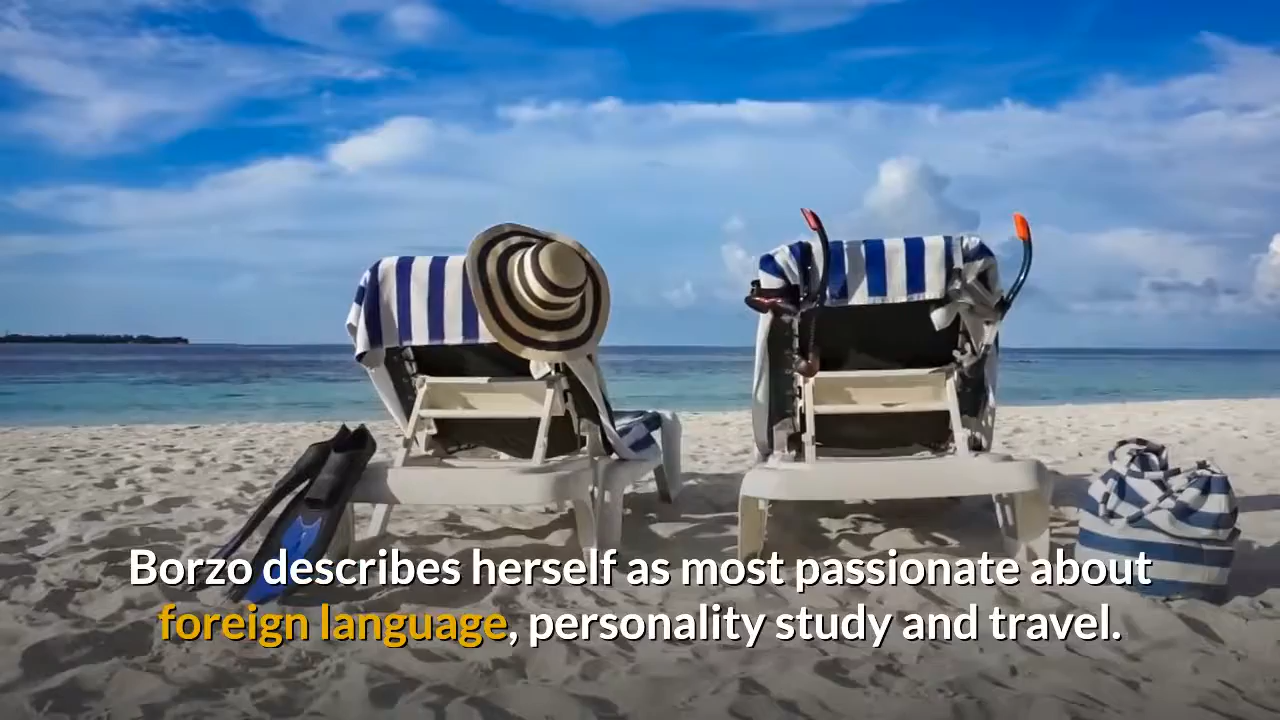 Borzo describes herself as most passionate about
foreign language, personality study and travel.